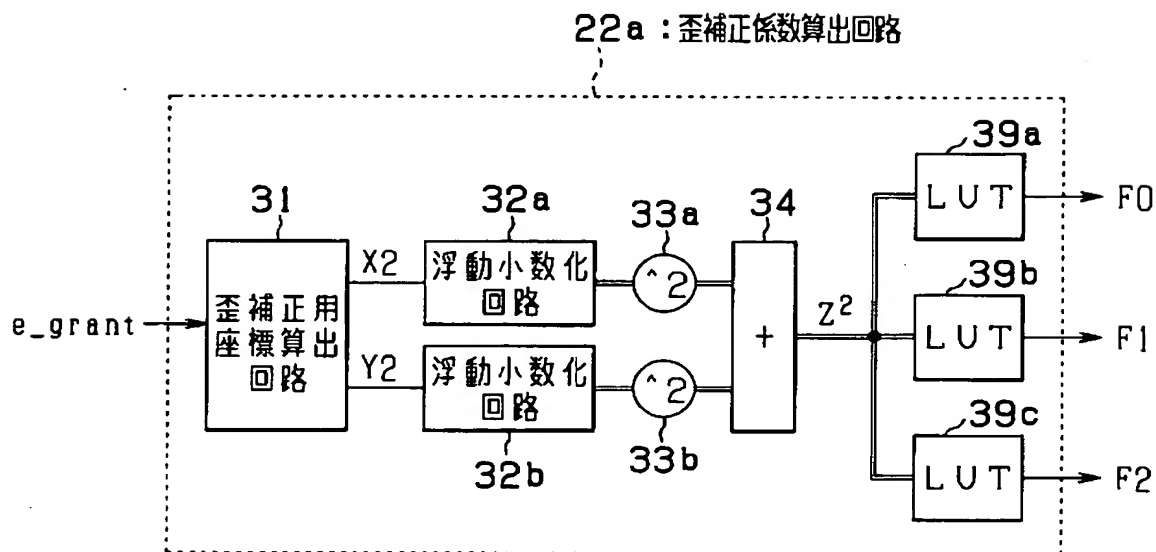 22a：歪補正係数算出回路
39a
LUT
F0
31
32a
33a
34
X2
浮動小数化
回路
^2
歪補正用
座標算出
回路
e_grant
+
Z²
39b
LUT
F1
Y2
浮動小数化
回路
^2
32b
33b
39c
LUT
F2